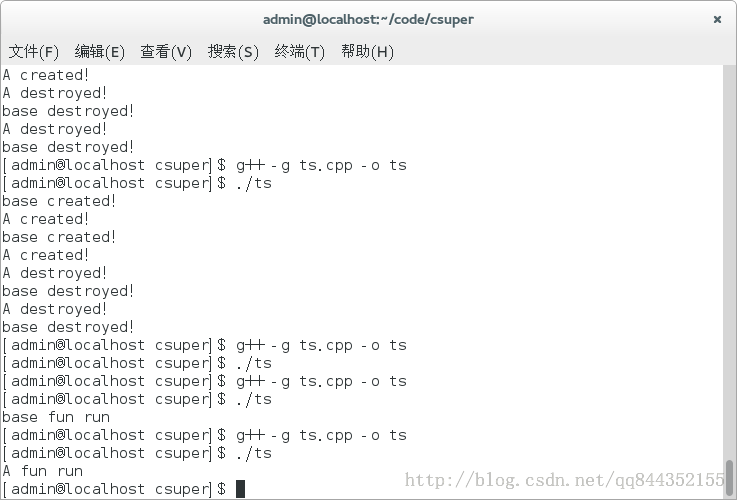 admin@localhost:~/code/csuper ×
文件(F) 编辑(E) 查看(V) 搜索(S) 终端(T) 帮助(H)
A created!
A destroyed!
base destroyed!
A destroyed!
base destroyed!
[admin@localhost csuper]$ g++ -g ts.cpp -o ts
[admin@localhost csuper]$ ./ts
base created!
A created!
base created!
A created!
A destroyed!
base destroyed!
A destroyed!
base destroyed!
[admin@localhost csuper]$ g++ -g ts.cpp -o ts
[admin@localhost csuper]$ ./ts
[admin@localhost csuper]$ g++ -g ts.cpp -o ts
[admin@localhost csuper]$ ./ts
base fun run
[admin@localhost csuper]$ g++ -g ts.cpp -o ts
[admin@localhost csuper]$ ./ts
A fun run
[admin@localhost csuper]$
http://blog.csdn.net/qq844352155